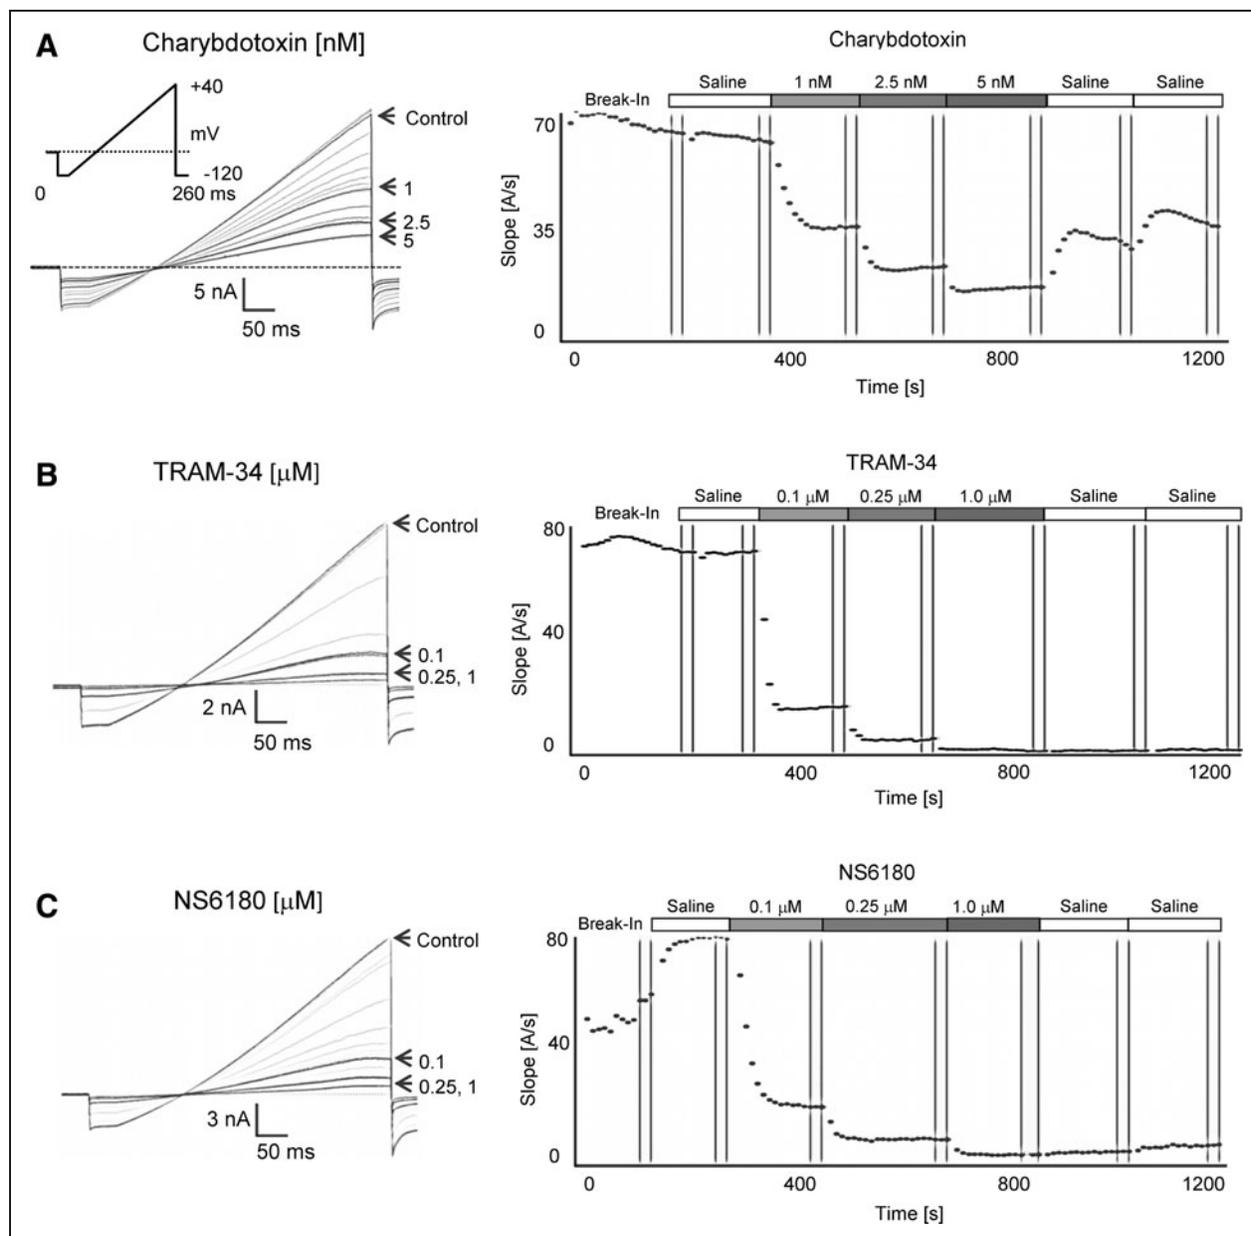 A
Charybdotoxin [nM]
+40
mV
-120
0
260 ms
Control
1
2.5
5
5 nA
50 ms
Charybdotoxin
Saline 1 nM 2.5 nM 5 nM Saline Saline
Break-In
70
35
0
Slope [A/s]
0 400 800 1200
Time [s]
B
TRAM-34 [μM]
Control
0.1
0.25, 1
2 nA
50 ms
TRAM-34
Saline 0.1 μM 0.25 μM 1.0 μM Saline Saline
Break-In
80
40
0
Slope [A/s]
0 400 800 1200
Time [s]
C
NS6180 [μM]
Control
0.1
0.25, 1
3 nA
50 ms
NS6180
Saline 0.1 μM 0.25 μM 1.0 μM Saline Saline
Break-In
80
40
0
Slope [A/s]
0 400 800 1200
Time [s]